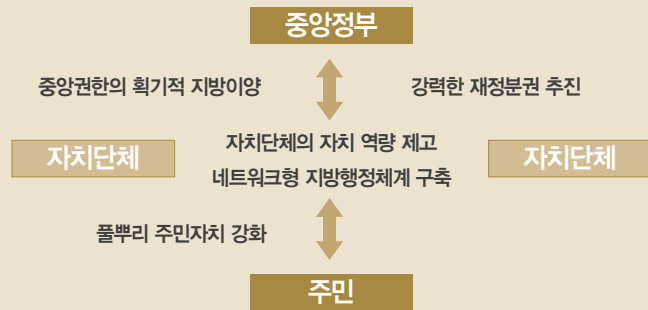 중앙정부
중앙권한의 획기적 지방이양
강력한 재정분권 추진
자치단체
자치단체의 자치 역량 제고
네트워크형 지방행정체계 구축
자치단체
풀뿌리 주민자치 강화
주민